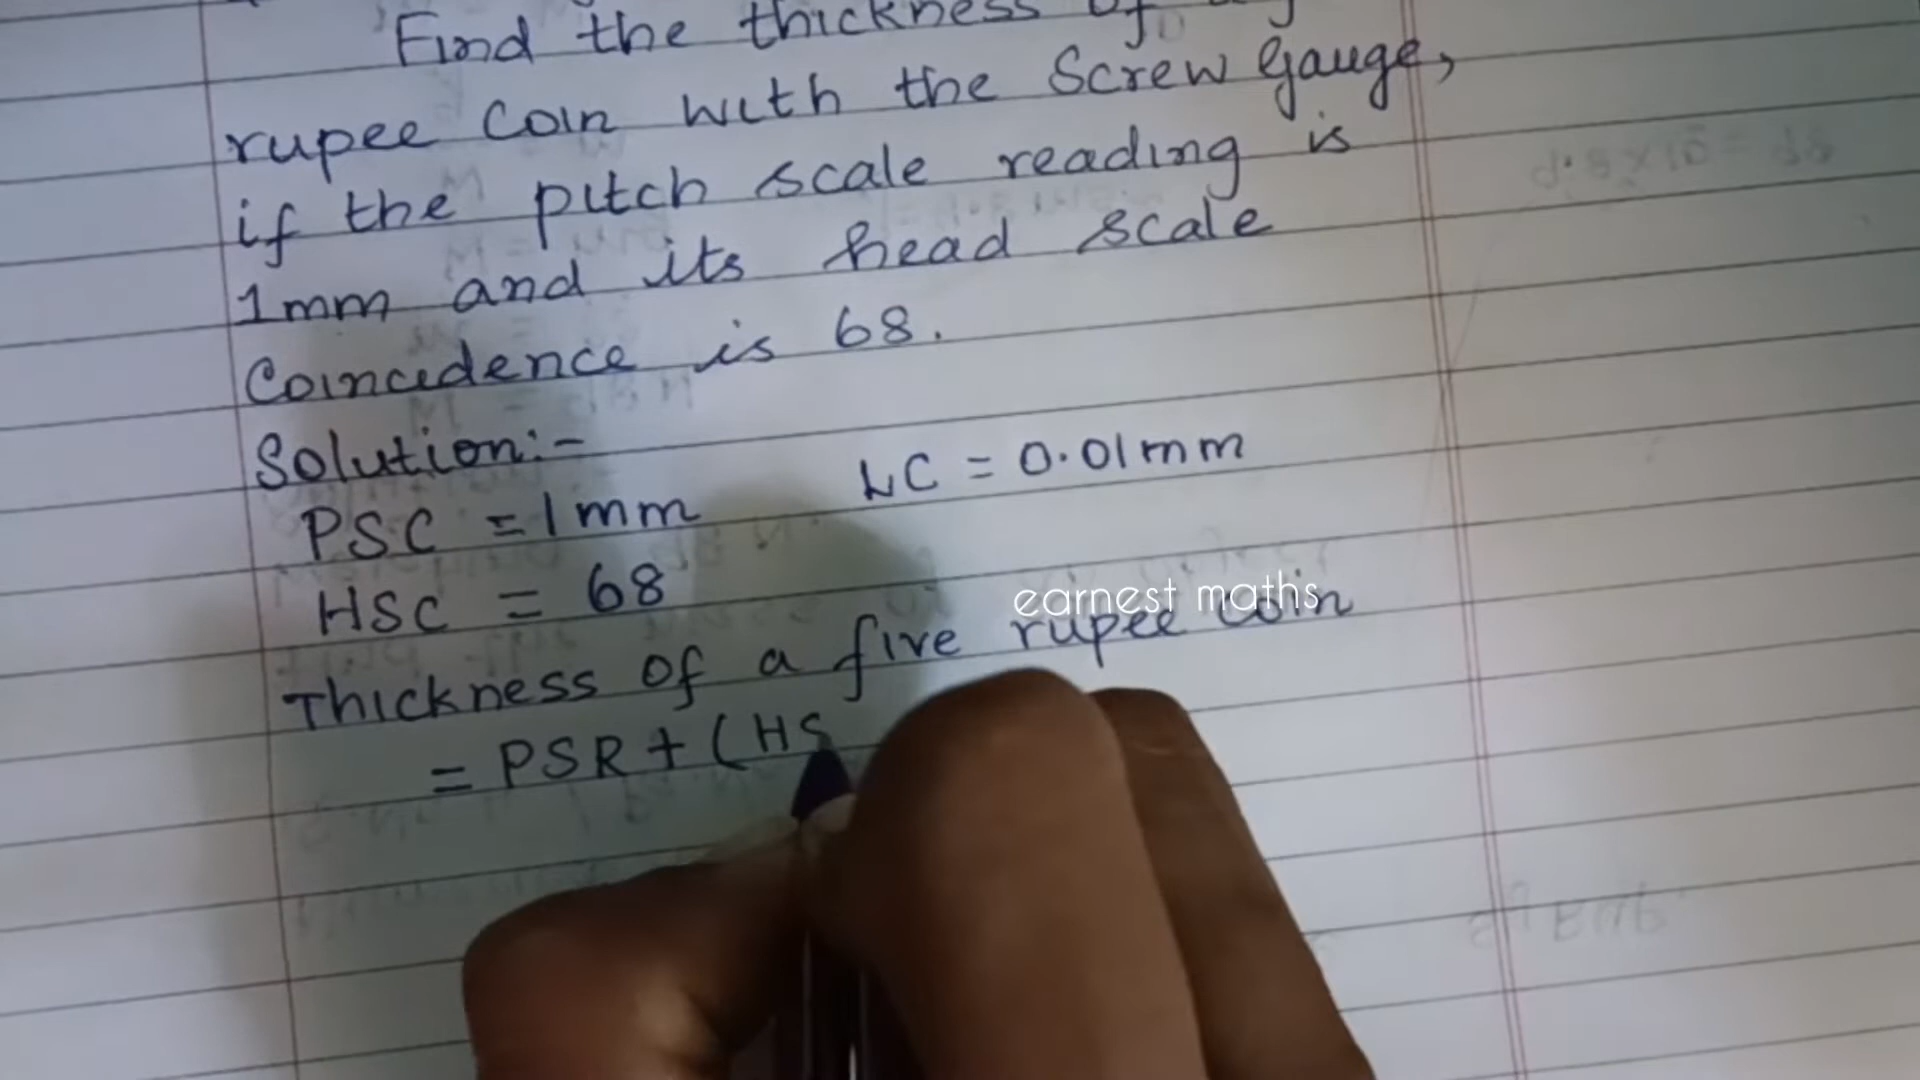 Find the thickness of
rupee coin with the Screw gauge,
if the pitch scale reading is
1mm and its head scale
Coincidence is 68.
Solution:-
LC = 0.01mm
PSC = 1mm
HSC = 68
earnest maths
Thickness of a five rupee coin
= PSR + (HS